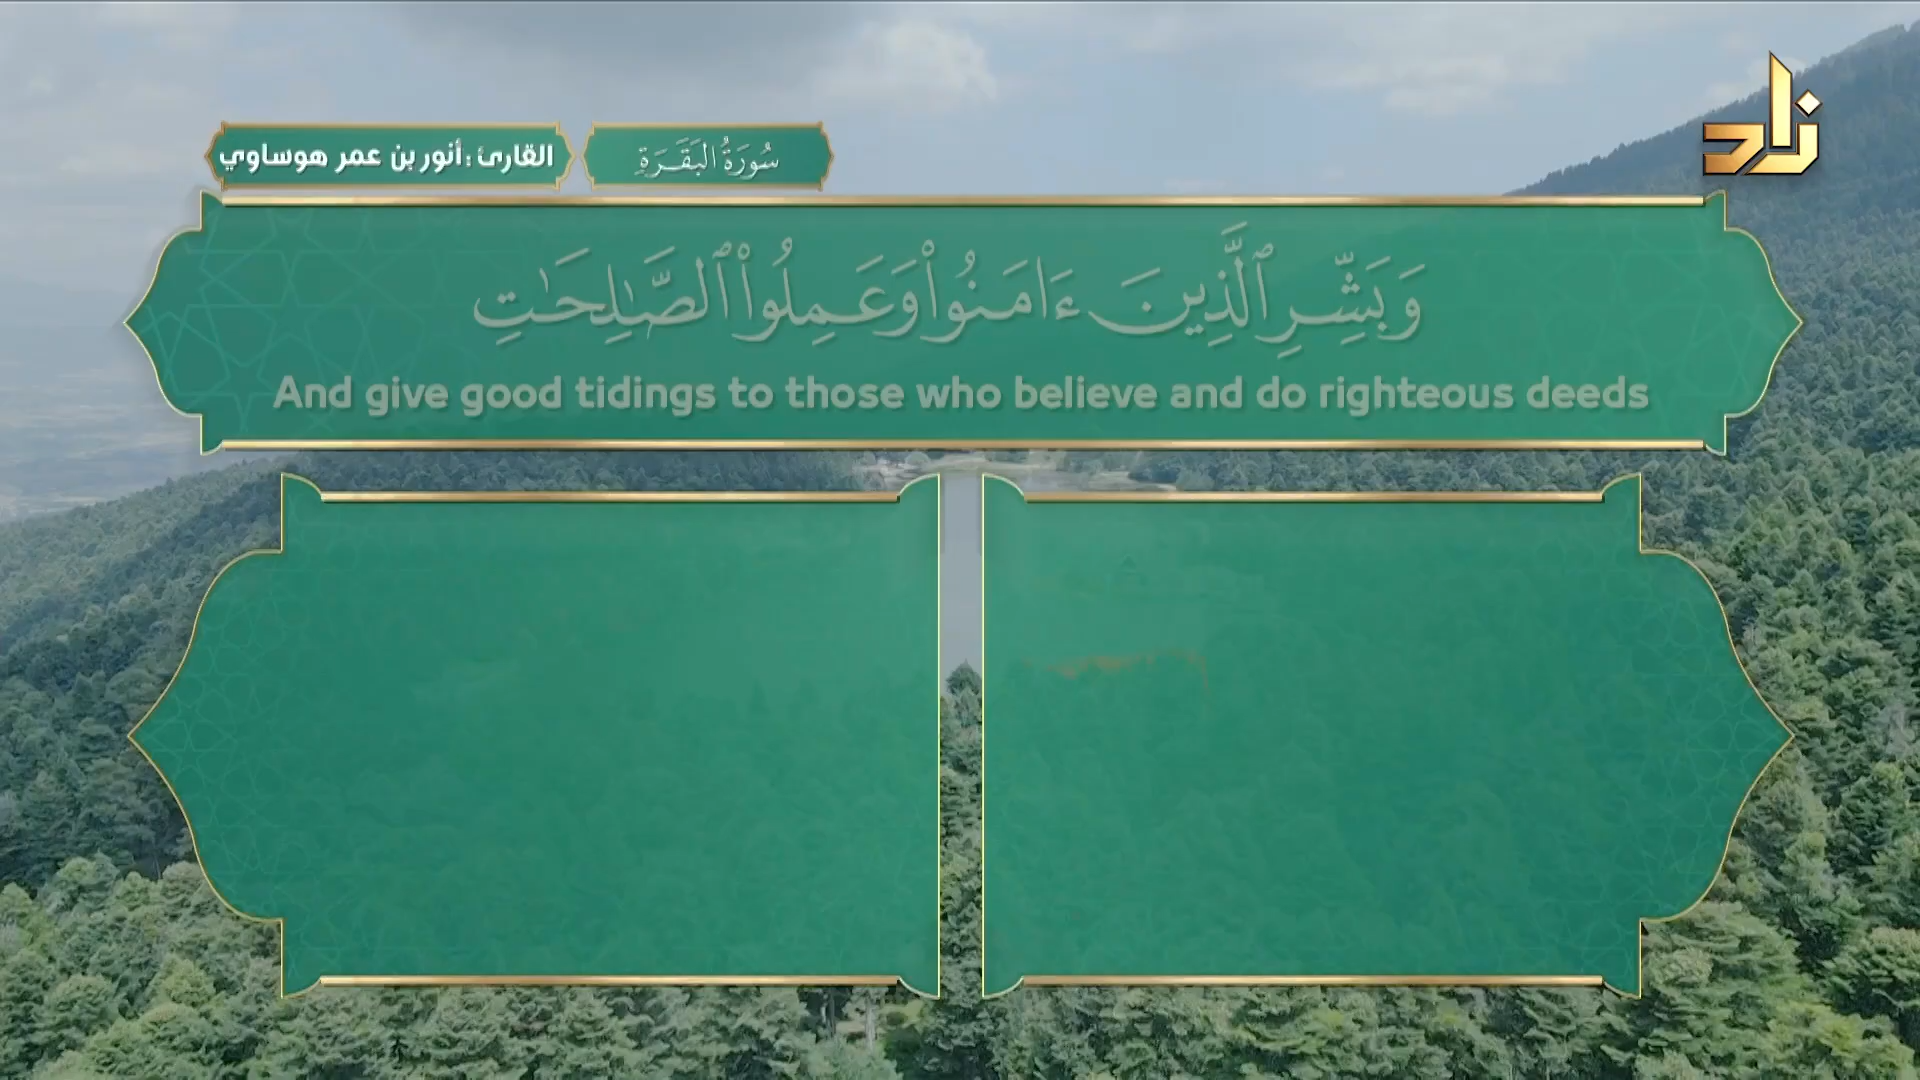 زاد
سُورَةُ البَقَرَةِ
القارئ : أنور بن عمر هوساوي
وَبَشِّرِ ٱلَّذِينَ ءَامَنُوا۟ وَعَمِلُوا۟ ٱلصَّـٰلِحَـٰتِ
And give good tidings to those who believe and do righteous deeds